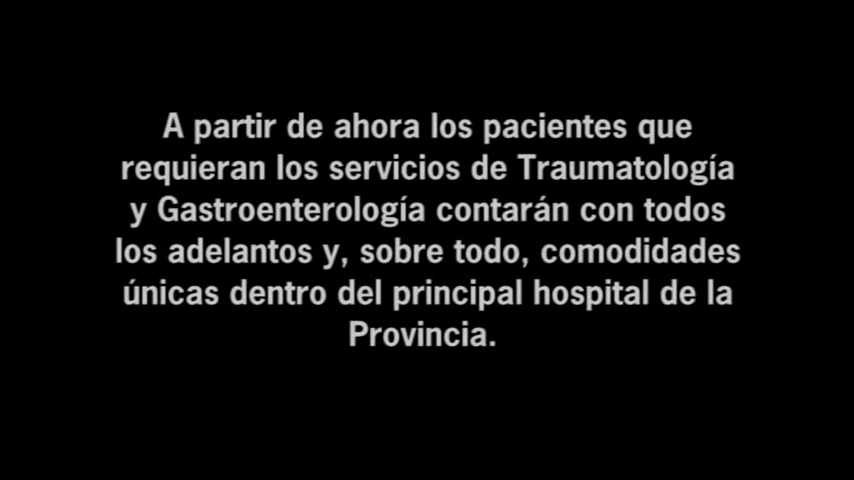 A partir de ahora los pacientes que
requieran los servicios de Traumatología
y Gastroenterología contarán con todos
los adelantos y, sobre todo, comodidades
únicas dentro del principal hospital de la
Provincia.